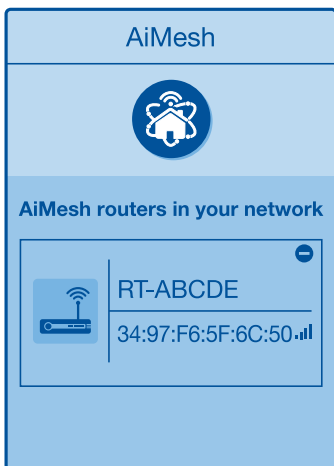 AiMesh
AiMesh routers in your network
RT-ABCDE
34:97:F6:5F:6C:50